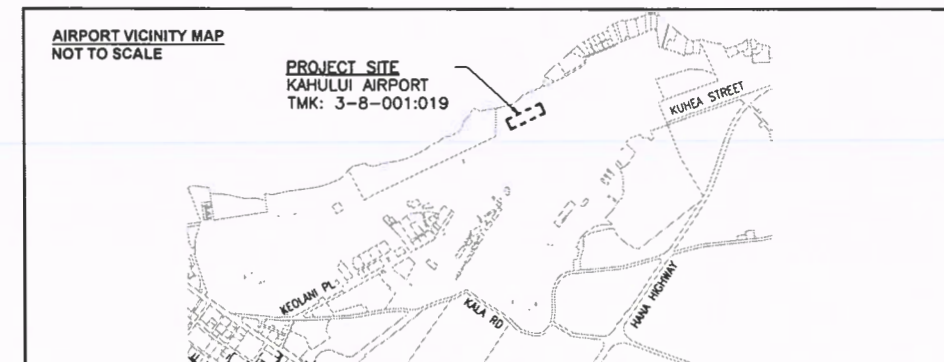 AIRPORT VICINITY MAP
NOT TO SCALE
PROJECT SITE
KAHULUI AIRPORT
TMK: 3-8-001:019
KUHEA STREET
KEOLANI PL
KALA RD
HANA HIGHWAY